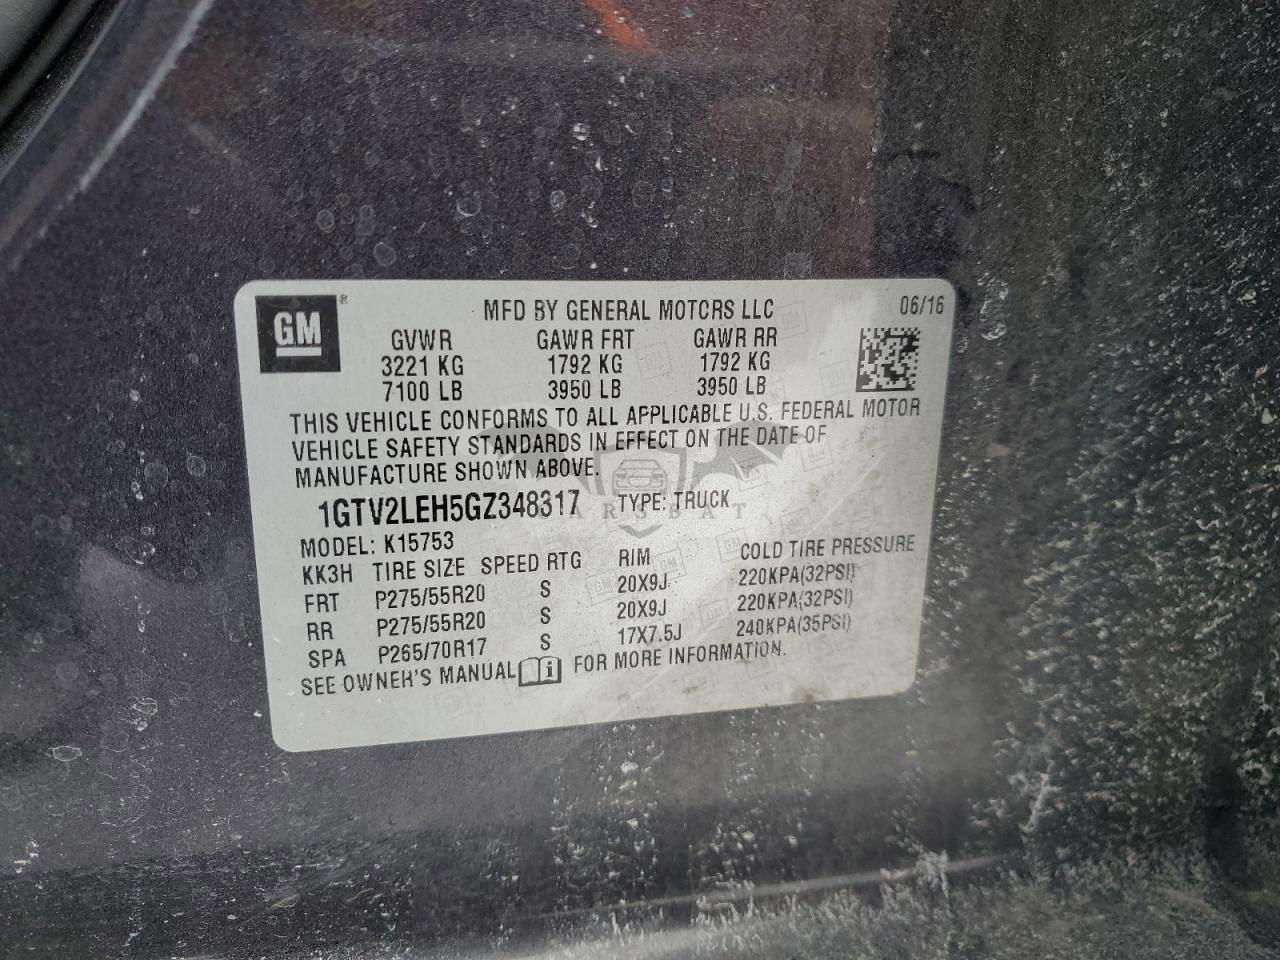 GM ® MFD BY GENERAL MOTORS LLC 06/16
GVWR GAWR FRT GAWR RR
3221 KG 1792 KG 1792 KG
7100 LB 3950 LB 3950 LB
THIS VEHICLE CONFORMS TO ALL APPLICABLE U.S. FEDERAL MOTOR
VEHICLE SAFETY STANDARDS IN EFFECT ON THE DATE OF
MANUFACTURE SHOWN ABOVE.
1GTV2LEH5GZ348317 TYPE: TRUCK
CARSBAT
MODEL: K15753
KK3H TIRE SIZE SPEED RTG RIM COLD TIRE PRESSURE
FRT P275/55R20 S 20X9J 220KPA(32PSI)
RR P275/55R20 S 20X9J 220KPA(32PSI)
SPA P265/70R17 S 17X7.5J 240KPA(35PSI)
SEE OWNER'S MANUAL i FOR MORE INFORMATION.